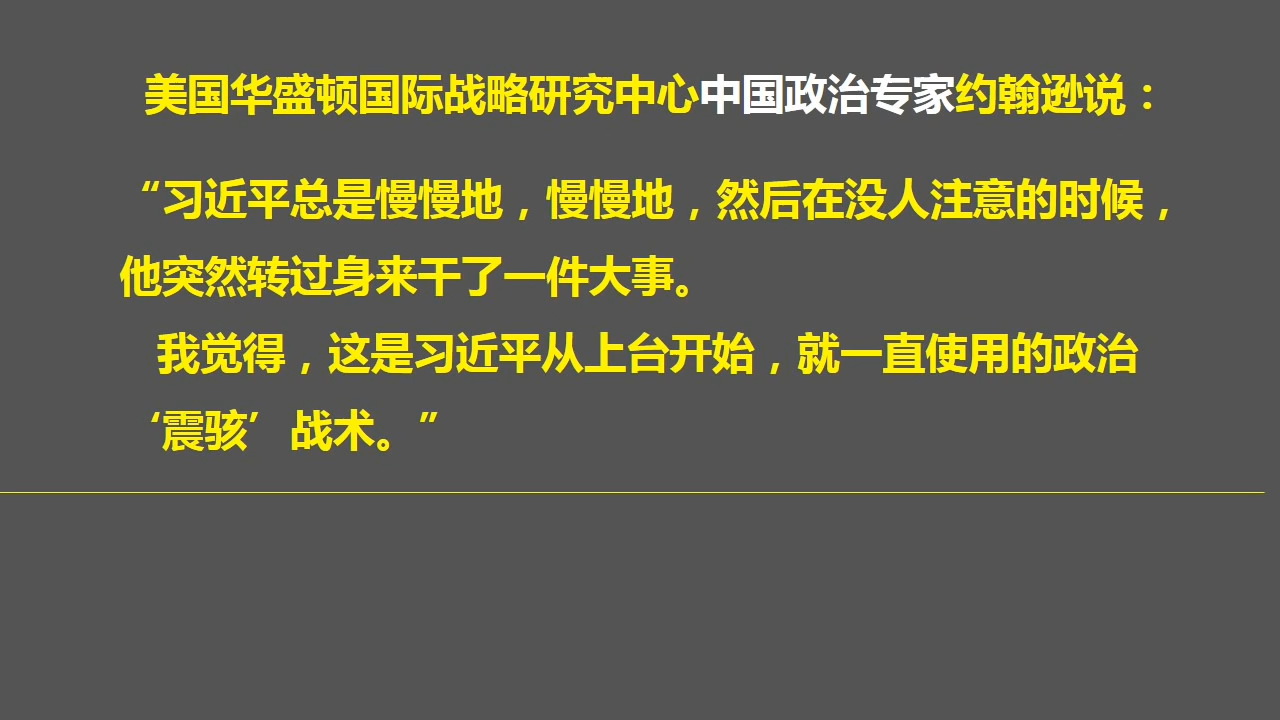 美国华盛顿国际战略研究中心中国政治专家约翰逊说：
“习近平总是慢慢地，慢慢地，然后在没人注意的时候，
他突然转过身来干了一件大事。
我觉得，这是习近平从上台开始，就一直使用的政治
‘震骇’ 战术。”